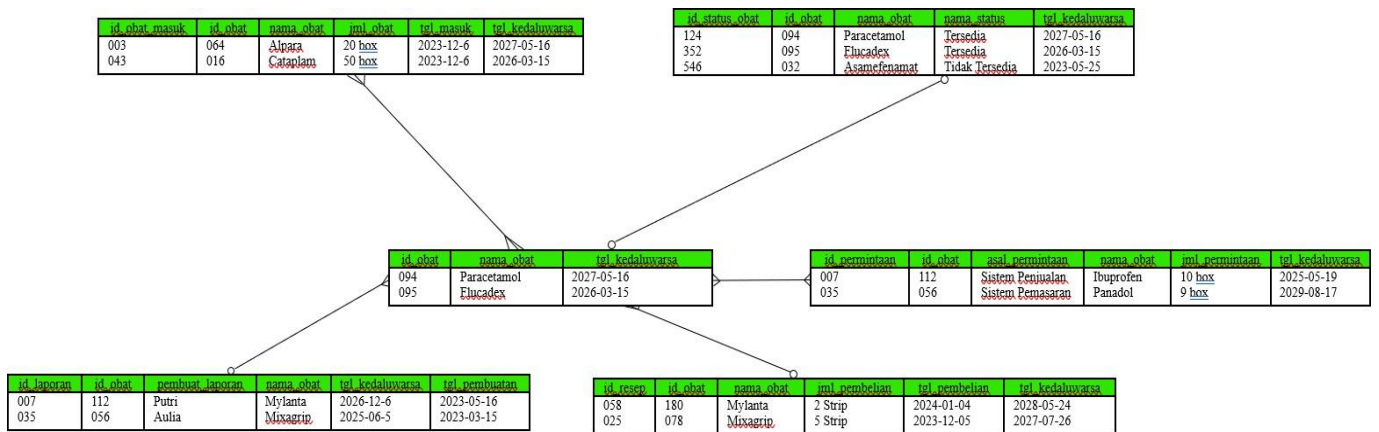 id_obat_masuk id_obat nama_obat jml_obat tgl_masuk tgl_kedaluwarsa
003 064 Alpara 20 box 2023-12-6 2027-05-16
043 016 Cataplam 50 box 2023-12-6 2026-03-15
id_status_obat id_obat nama_obat nama_status tgl_kedaluwarsa
124 094 Paracetamol Tersedia 2027-05-16
352 095 Flucadex Tersedia 2026-03-15
546 032 Asamefenamat Tidak Tersedia 2023-05-25
id_obat nama_obat tgl_kedaluwarsa
094 Paracetamol 2027-05-16
095 Flucadex 2026-03-15
id_permintaan id_obat asal_permintaan nama_obat jml_permintaan tgl_kedaluwarsa
007 112 Sistem Penjualan Ibuprofen 10 box 2025-05-19
035 056 Sistem Pemasaran Panadol 9 box 2029-08-17
id_laporan id_obat pembuat_laporan nama_obat tgl_kedaluwarsa tgl_pembuatan
007 112 Putri Mylanta 2026-12-6 2023-05-16
035 056 Aulia Mixagrip 2025-06-5 2023-03-15
id_resep id_obat nama_obat jml_pembelian tgl_pembelian tgl_kedaluwarsa
058 180 Mylanta 2 Strip 2024-01-04 2028-05-24
025 078 Mixagrip 5 Strip 2023-12-05 2027-07-26